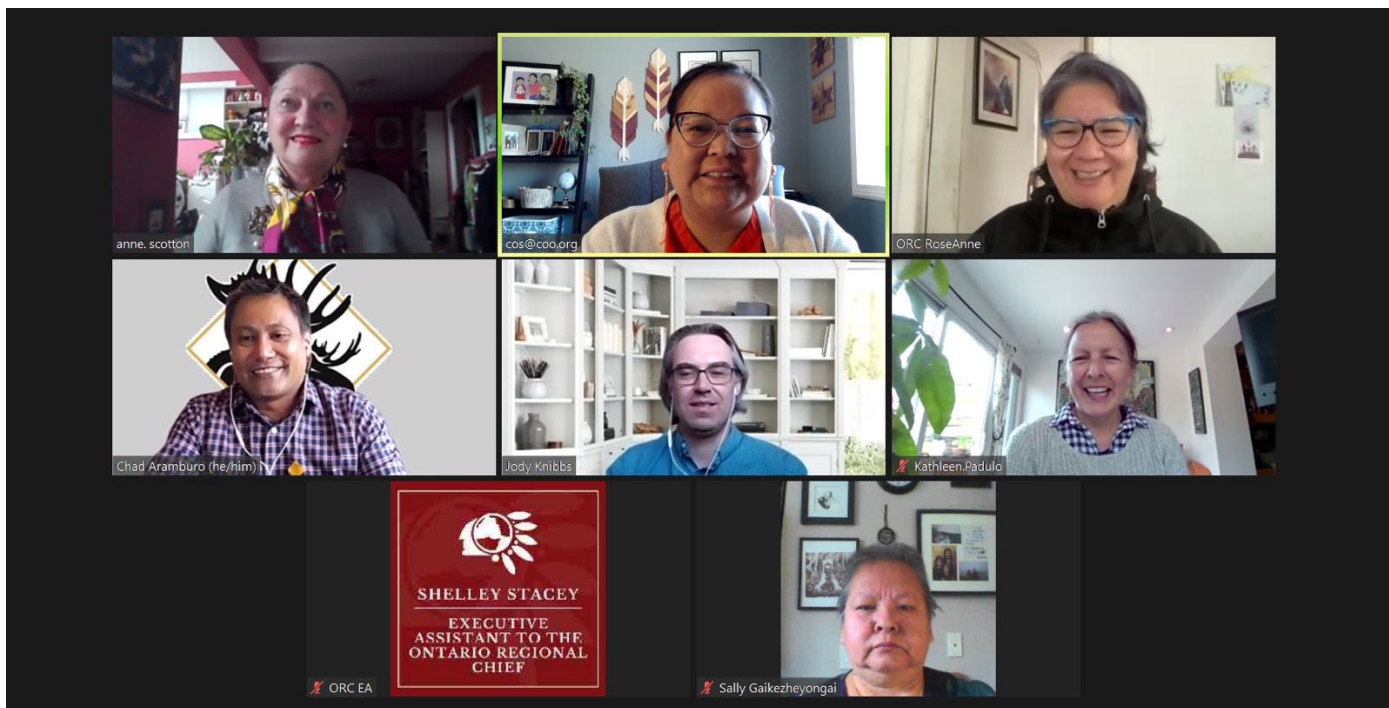 anne. scotton
cos@coo.org
ORC RoseAnne
Chad Aramburo (he/him)
Jody Knibbs
Kathleen.Padulo
SHELLEY STACEY
EXECUTIVE
ASSISTANT TO THE
ONTARIO REGIONAL
CHIEF
ORC EA
Sally Gaikezheyongai